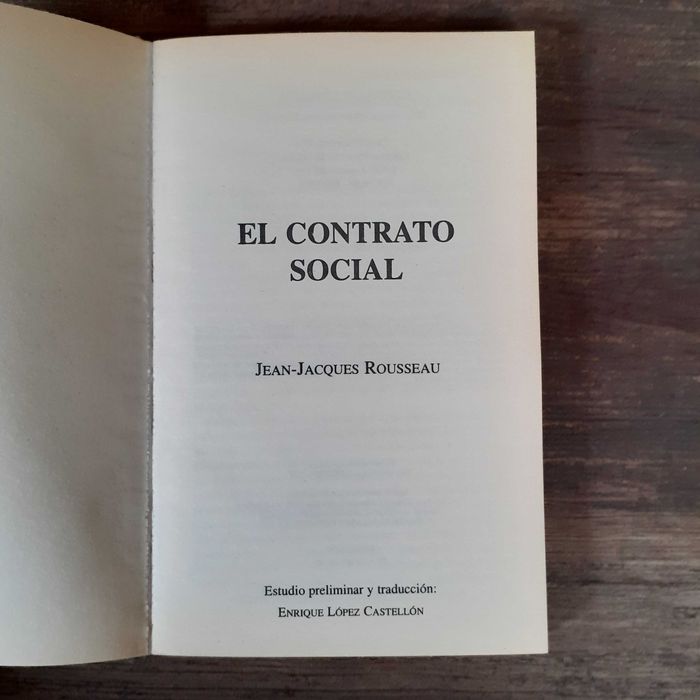 EL CONTRATO
SOCIAL
JEAN-JACQUES ROUSSEAU
Estudio preliminar y traducción:
ENRIQUE LÓPEZ CASTELLÓN